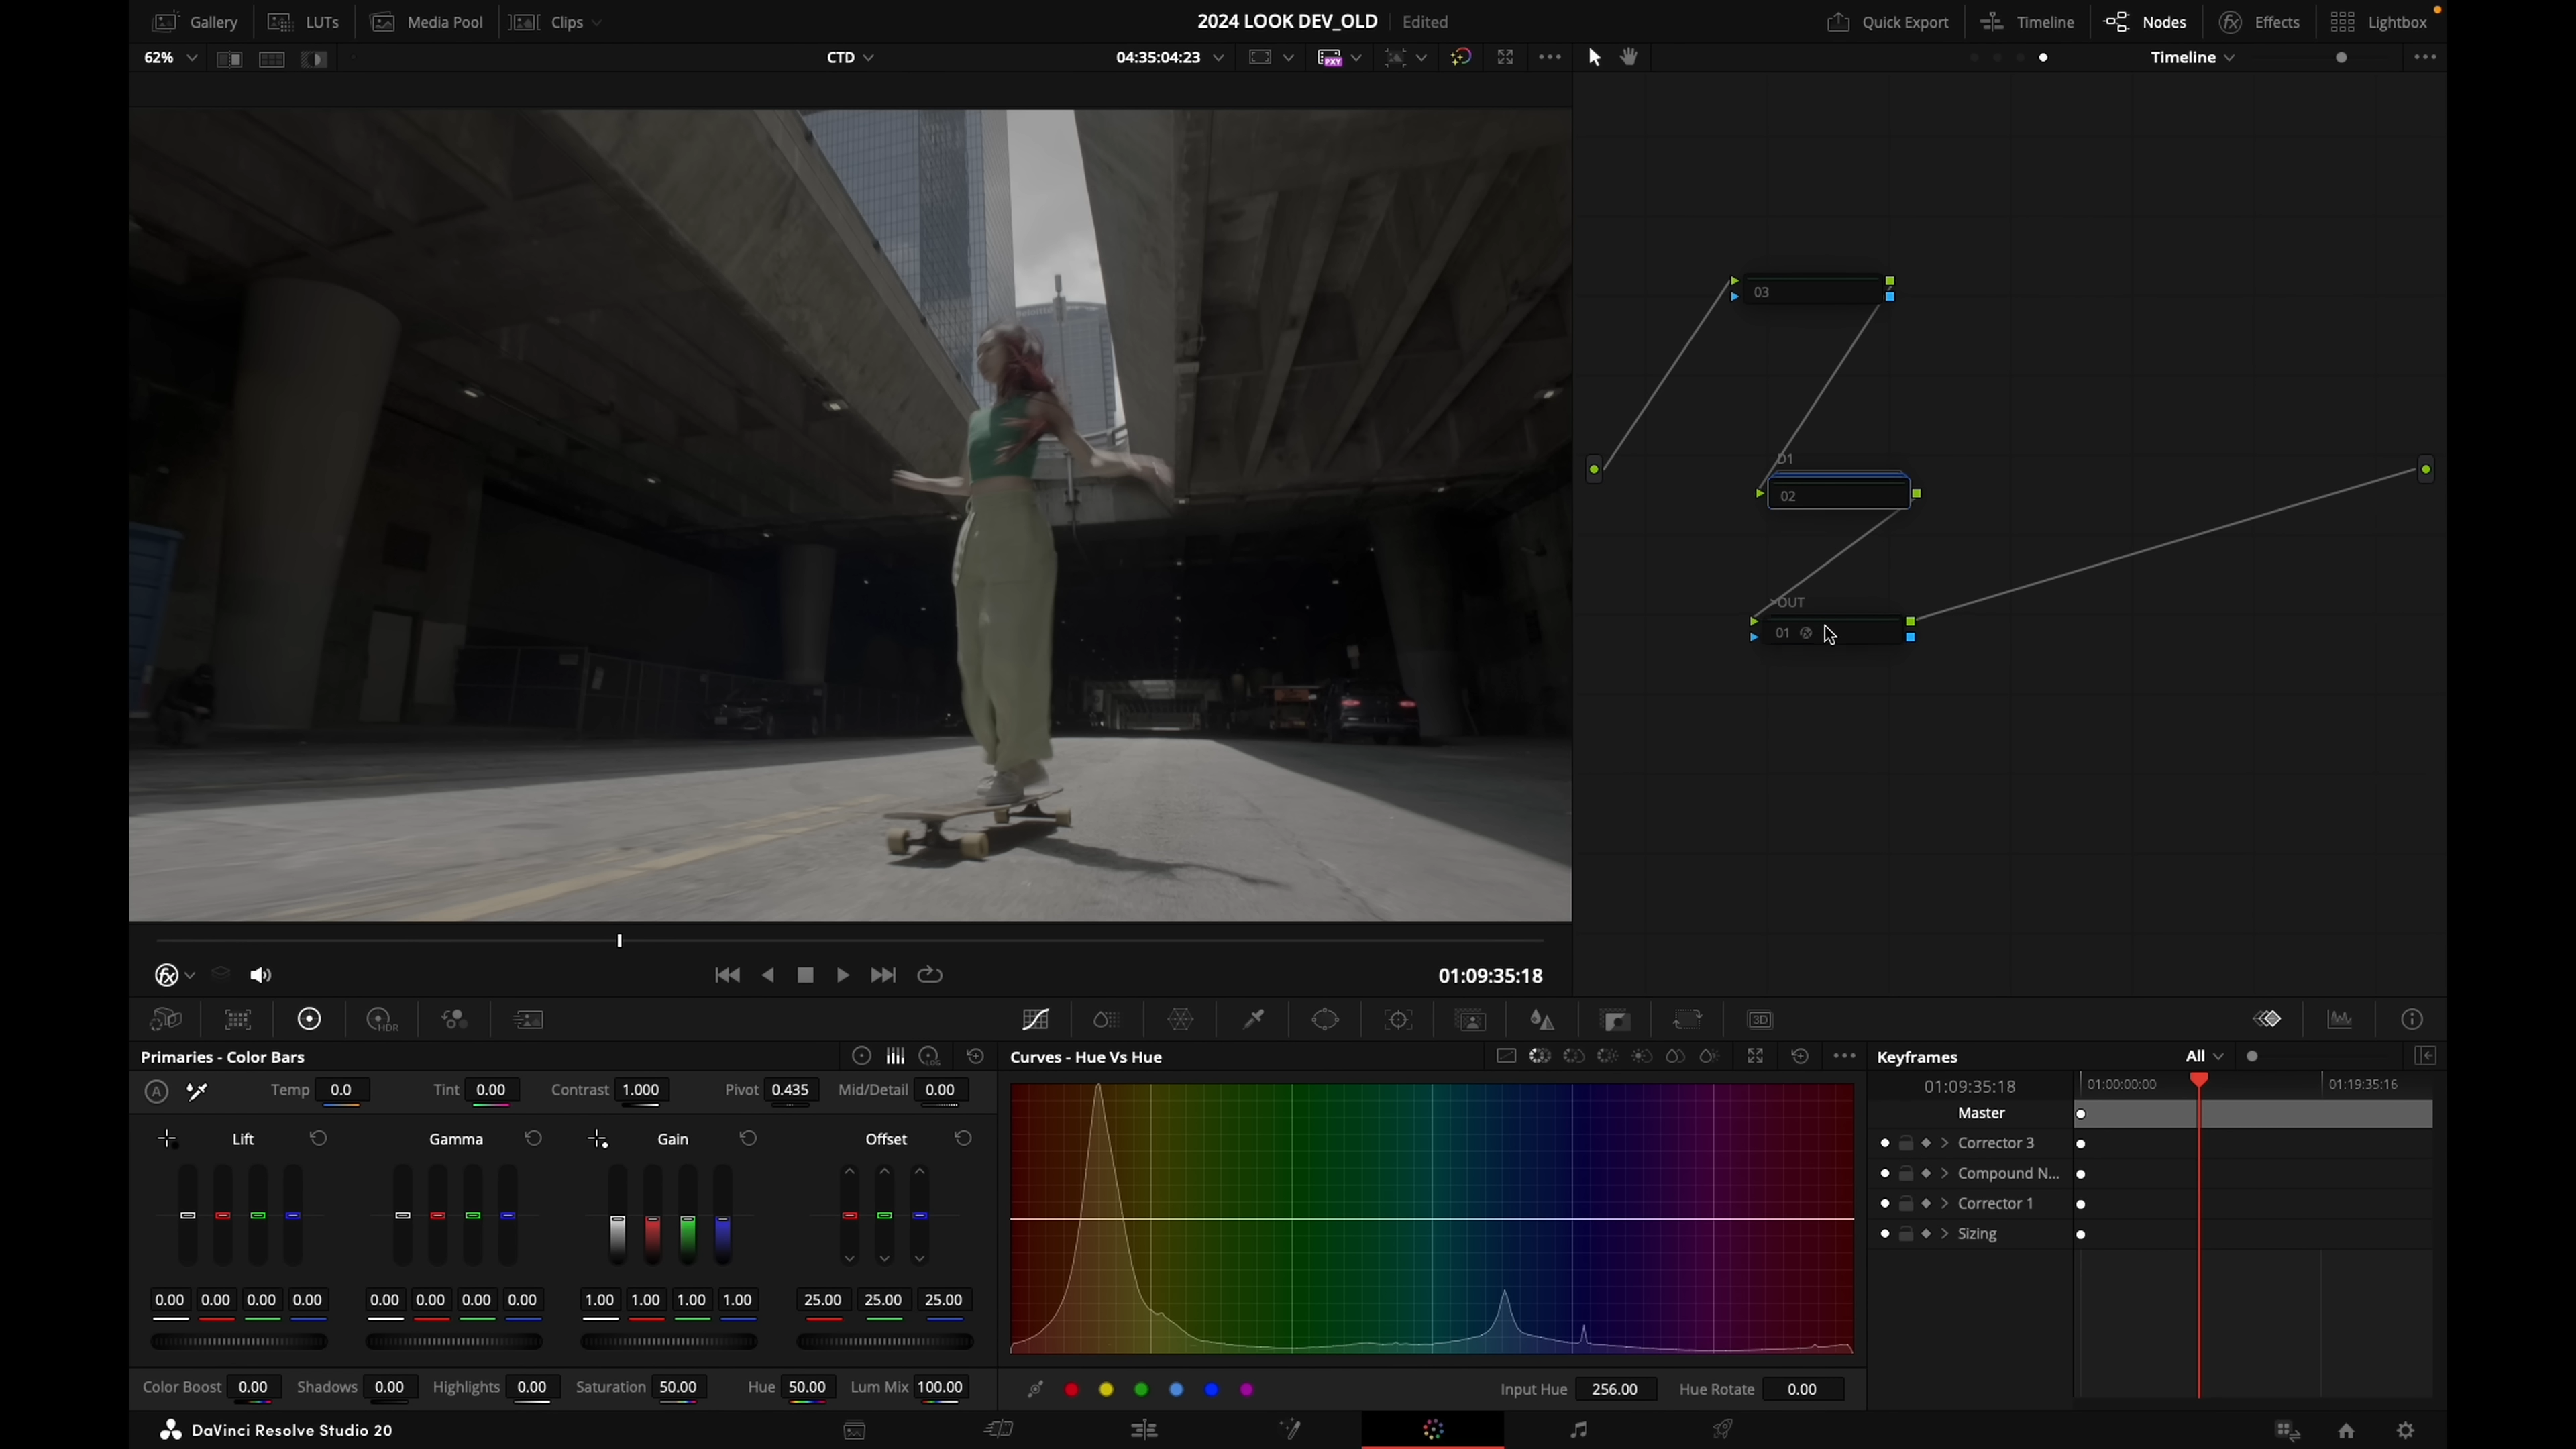 Gallery LUTs Media Pool Clips 2024 LOOK DEV_OLD Edited Quick Export Timeline Nodes Effects Lightbox
62% CTD 04:35:04:23 PXY Timeline
03
D1
02
OUT
01
01:09:35:18
HDR 3D
Primaries - Color Bars LOG Curves - Hue Vs Hue Keyframes All
A Temp 0.0 Tint 0.00 Contrast 1.000 Pivot 0.435 Mid/Detail 0.00 01:09:35:18 01:00:00:00 01:19:35:16
Master
Lift Gamma Gain Offset Corrector 3
Compound N...
Corrector 1
Sizing
0.00 0.00 0.00 0.00 0.00 0.00 0.00 0.00 1.00 1.00 1.00 1.00 25.00 25.00 25.00
Color Boost 0.00 Shadows 0.00 Highlights 0.00 Saturation 50.00 Hue 50.00 Lum Mix 100.00 Input Hue 256.00 Hue Rotate 0.00
DaVinci Resolve Studio 20